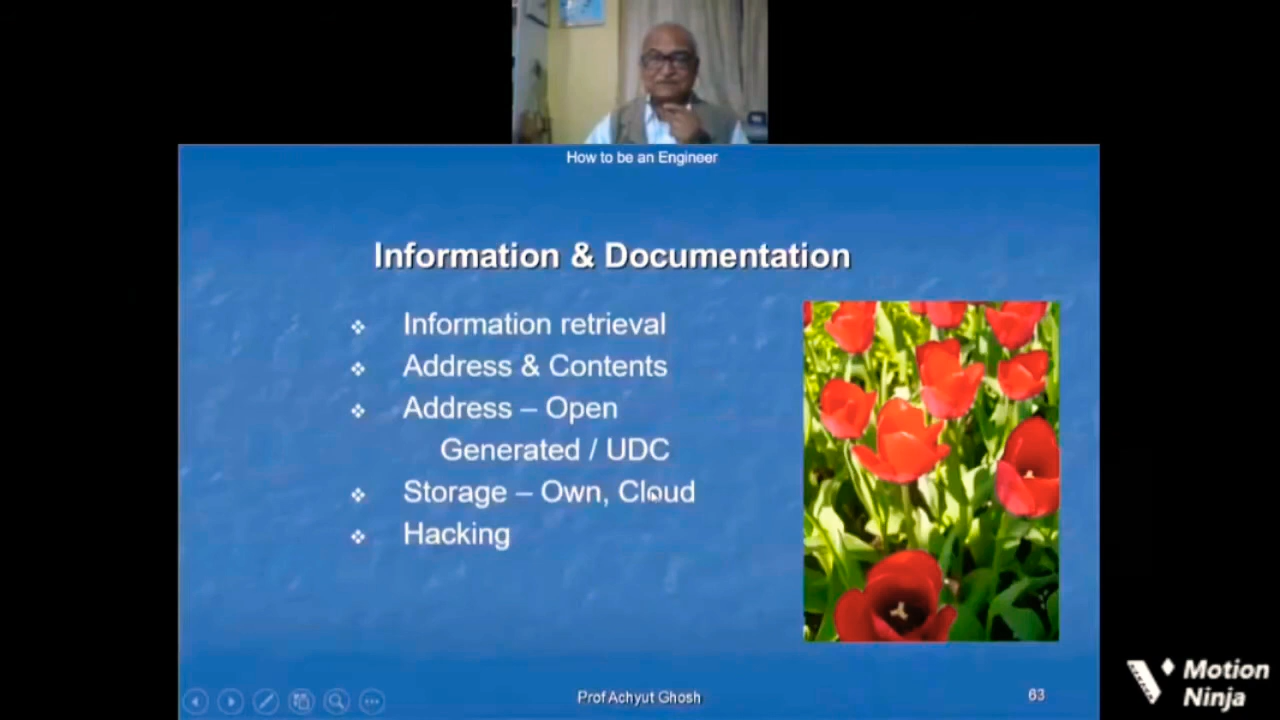 How to be an Engineer
Information & Documentation
Information retrieval
Address & Contents
Address – Open
Generated / UDC
Storage – Own, Cloud
Hacking
Prof Achyut Ghosh
63
Motion
Ninja